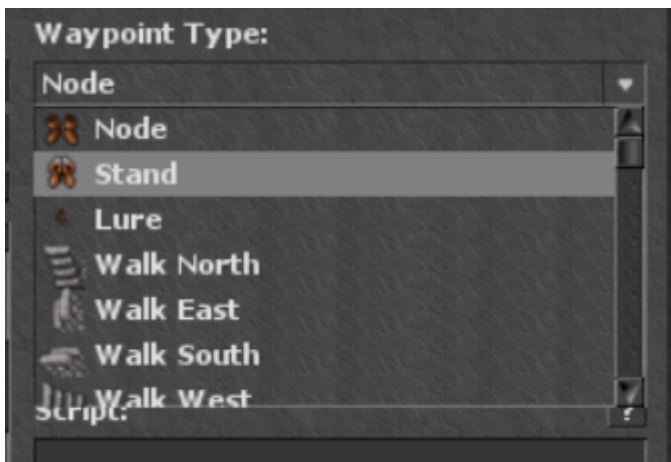 Waypoint Type:
Node
Node
Stand
Lure
Walk North
Walk East
Walk South
Walk West
Script:
?